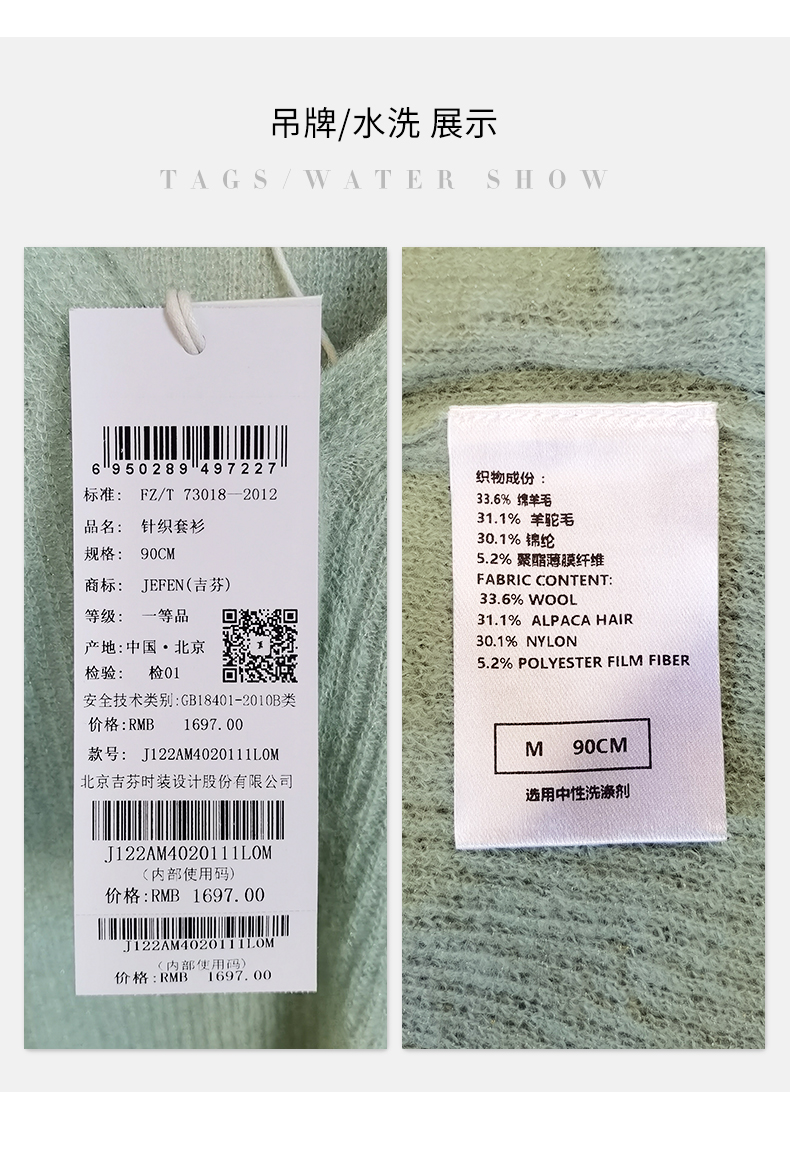 吊牌/水洗 展示
TAGS/WATER SHOW
6 950289 497227
标准: FZ/T 73018—2012
品名: 针织套衫
规格: 90CM
商标: JEFEN(吉芬)
等级: 一等品
产地:中国·北京
检验: 检01
安全技术类别:GB18401-2010B类
价格:RMB 1697.00
款号: J122AM4020111L0M
北京吉芬时装设计股份有限公司
J122AM4020111L0M
(内部使用码)
价格:RMB 1697.00
J122AM4020111L0M
(内部使用码)
价格:RMB 1697.00
织物成份:
33.6% 绵羊毛
31.1% 羊驼毛
30.1% 锦纶
5.2% 聚酯薄膜纤维
FABRIC CONTENT:
33.6% WOOL
31.1% ALPACA HAIR
30.1% NYLON
5.2% POLYESTER FILM FIBER
M 90CM
选用中性洗涤剂